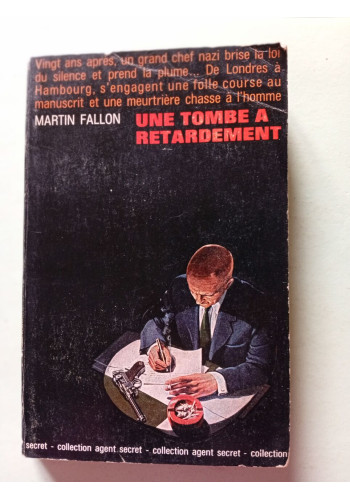 Vingt ans après, un grand chef nazi brise la loi
du silence et prend la plume... De Londres à
Hambourg, s'engagent une folle course au
manuscrit et une meurtrière chasse à l'homme
MARTIN FALLON UNE TOMBE A
RETARDEMENT
secret - collection agent secret - collection agent secret - collection